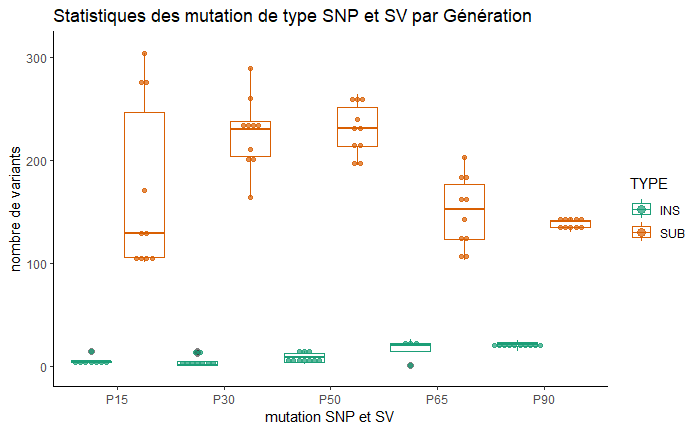 Statistiques des mutation de type SNP et SV par Génération
300
200
100
0
nombre de variants
P15 P30 P50 P65 P90
mutation SNP et SV
TYPE
INS
SUB